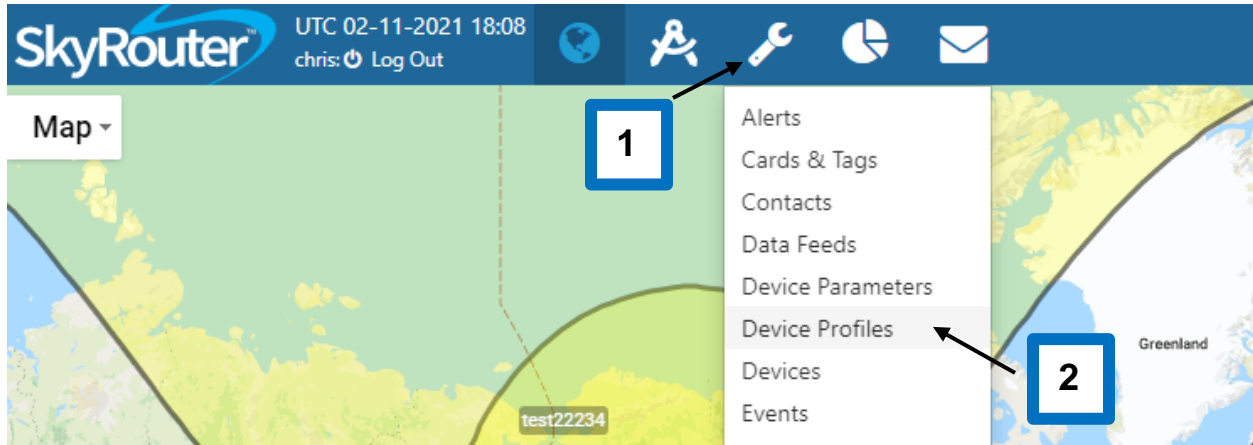 SkyRouter™
UTC 02-11-2021 18:08
chris: Log Out
Map
1
Alerts
Cards & Tags
Contacts
Data Feeds
Device Parameters
Device Profiles
Devices
Events
2
Greenland
test22234